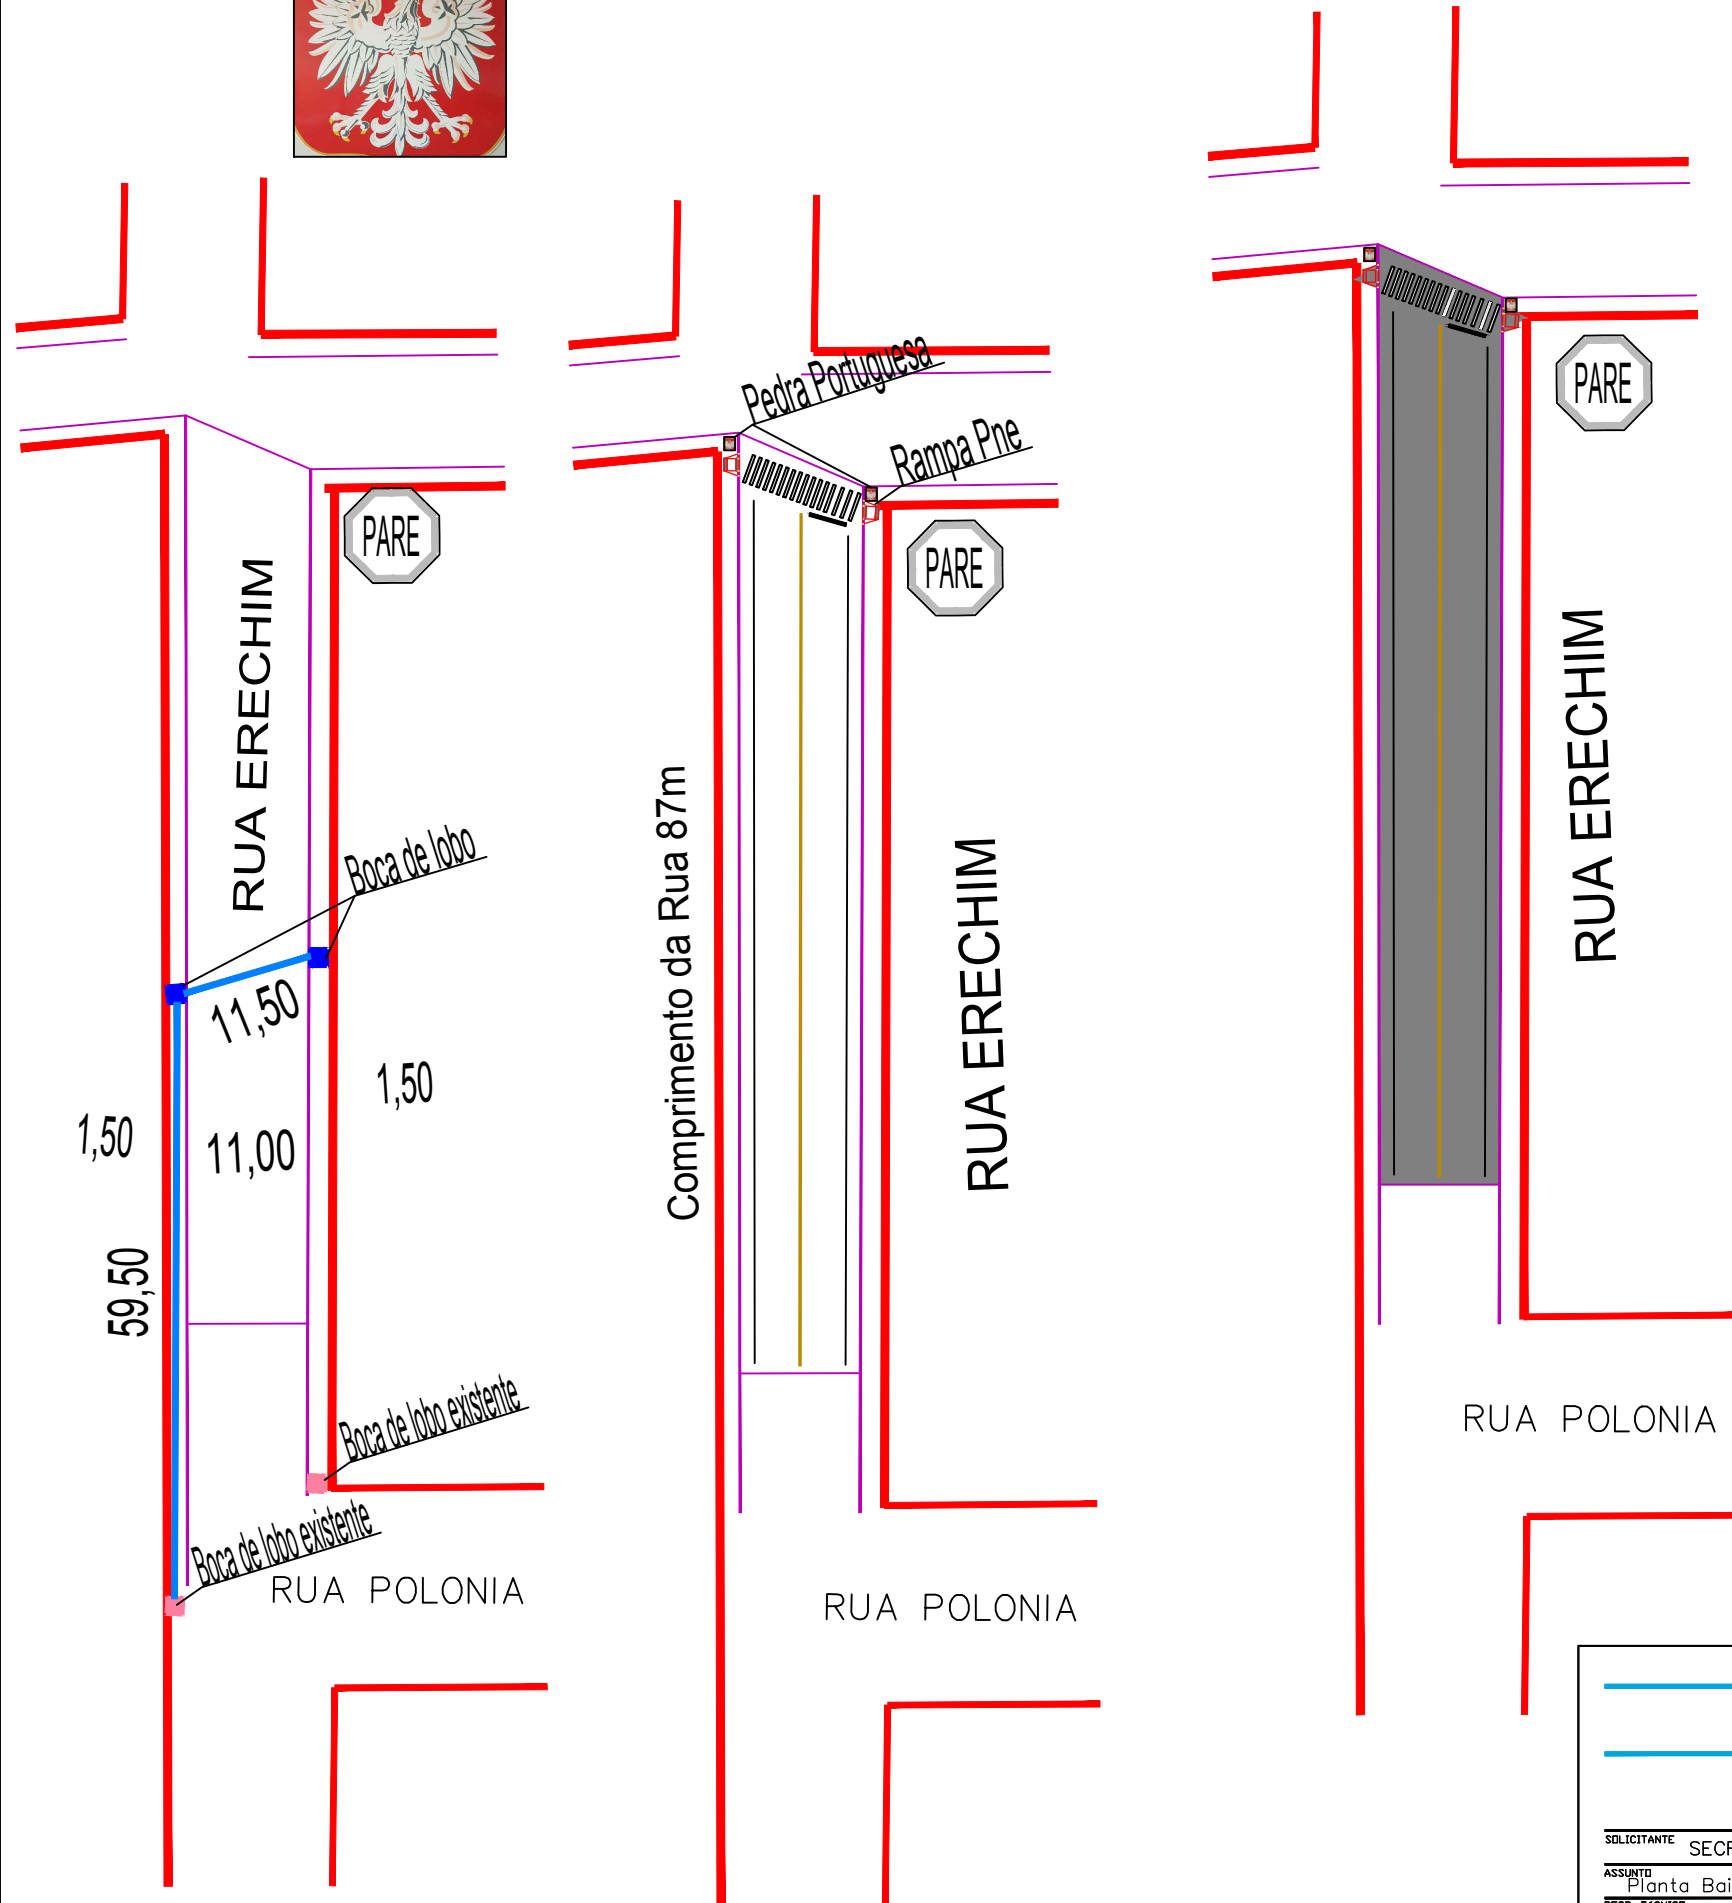 PARE
RUA ERECHIM
Boca de lobo
11,50
1,50
1,50
11,00
59,50
Boca de lobo existente
Boca de lobo existente
RUA POLONIA
Pedra Portuguesa
Rampa Pne
PARE
Comprimento da Rua 87m
RUA ERECHIM
RUA POLONIA
PARE
RUA ERECHIM
RUA POLONIA
SOLICITANTE
ASSUNTO
Planta